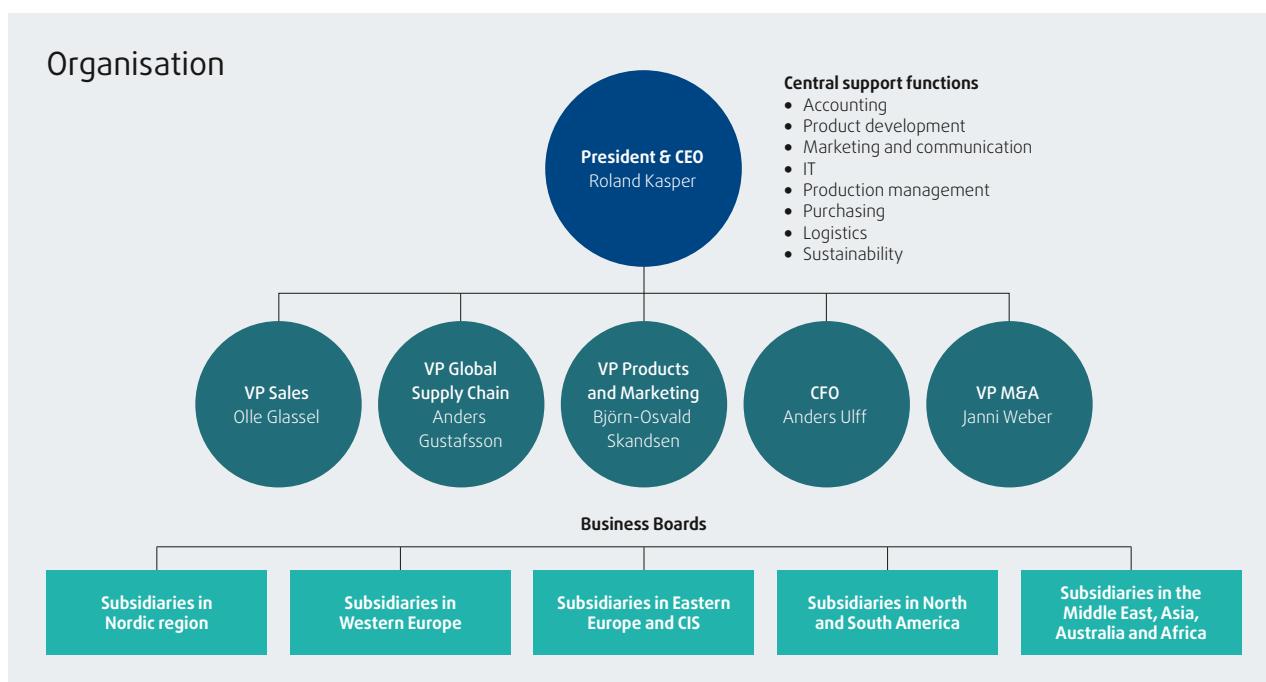 Organisation
President & CEO
Roland Kasper
Central support functions
• Accounting
• Product development
• Marketing and communication
• IT
• Production management
• Purchasing
• Logistics
• Sustainability
VP Sales
Olle Glassel
VP Global
Supply Chain
Anders
Gustafsson
VP Products
and Marketing
Björn-Osvald
Skandsen
CFO
Anders Ulff
VP M&A
Janni Weber
Business Boards
Subsidiaries in
Nordic region
Subsidiaries in
Western Europe
Subsidiaries in Eastern
Europe and CIS
Subsidiaries in North
and South America
Subsidiaries in the
Middle East, Asia,
Australia and Africa